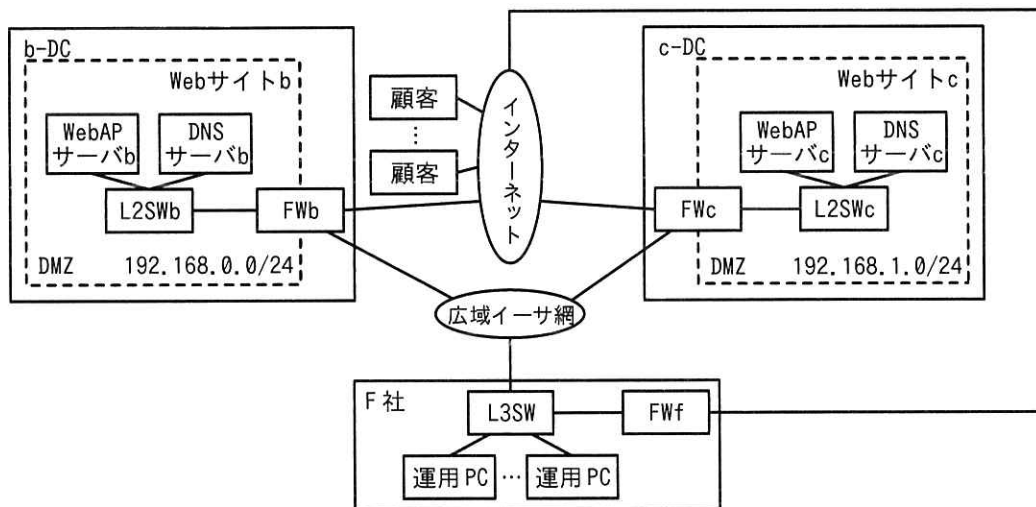 b-DC
Webサイトb
WebAP
サーバb
DNS
サーバb
L2SWb
FWb
DMZ 192.168.0.0/24
顧客
⋮
顧客
インターネット
c-DC
Webサイトc
WebAP
サーバc
DNS
サーバc
FWc
L2SWc
DMZ 192.168.1.0/24
広域イーサ網
F社
L3SW
FWf
運用PC … 運用PC